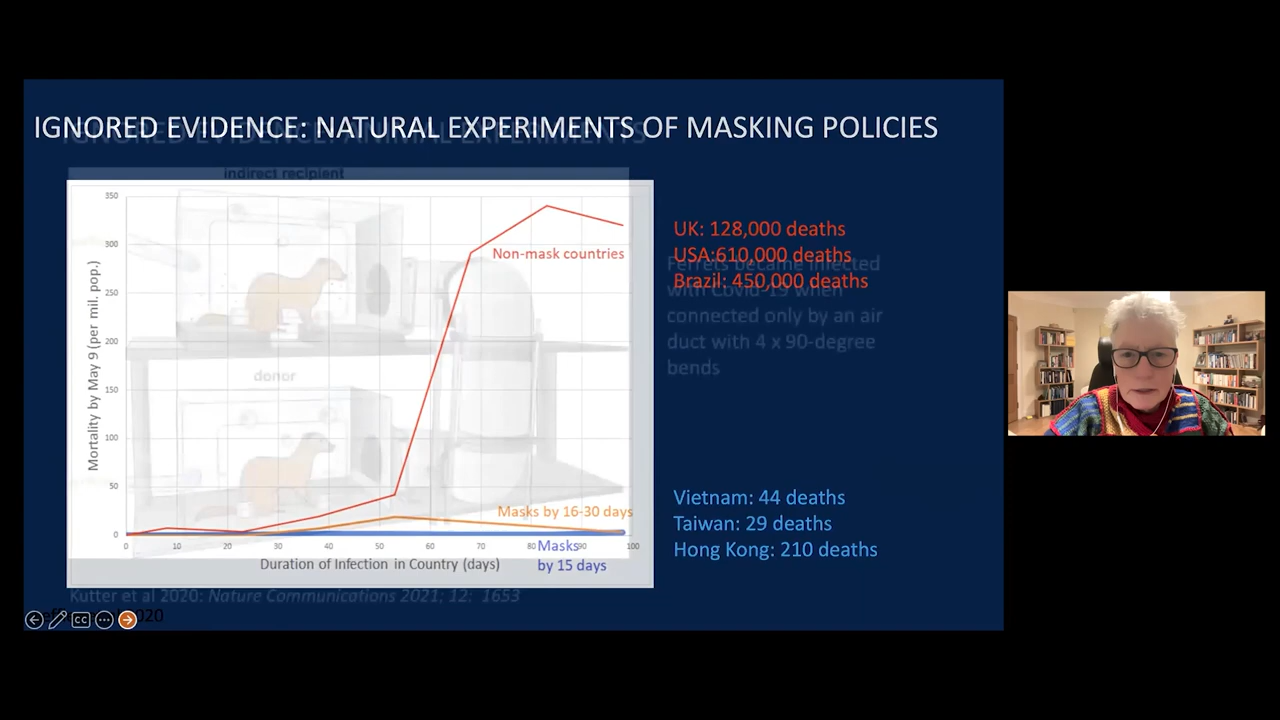 IGNORED EVIDENCE: NATURAL EXPERIMENTS OF MASKING POLICIES
IGNORED EVIDENCE: ANIMAL EXPERIMENTS
indirect recipient
350
300
250
200
150
100
50
0
Mortality by May 9 (per mil. pop.)
Non-mask countries
donor
Masks by 16-30 days
Masks
by 15 days
0 10 20 30 40 50 60 70 80 90 100
Duration of Infection in Country (days)
UK: 128,000 deaths
USA:610,000 deaths
Brazil: 450,000 deaths
Ferrets became infected
with Covid-19 when
connected only by an air
duct with 4 x 90-degree
bends
Vietnam: 44 deaths
Taiwan: 29 deaths
Hong Kong: 210 deaths
Kutter et al 2020: Nature Communications 2021; 12: 1653
CC